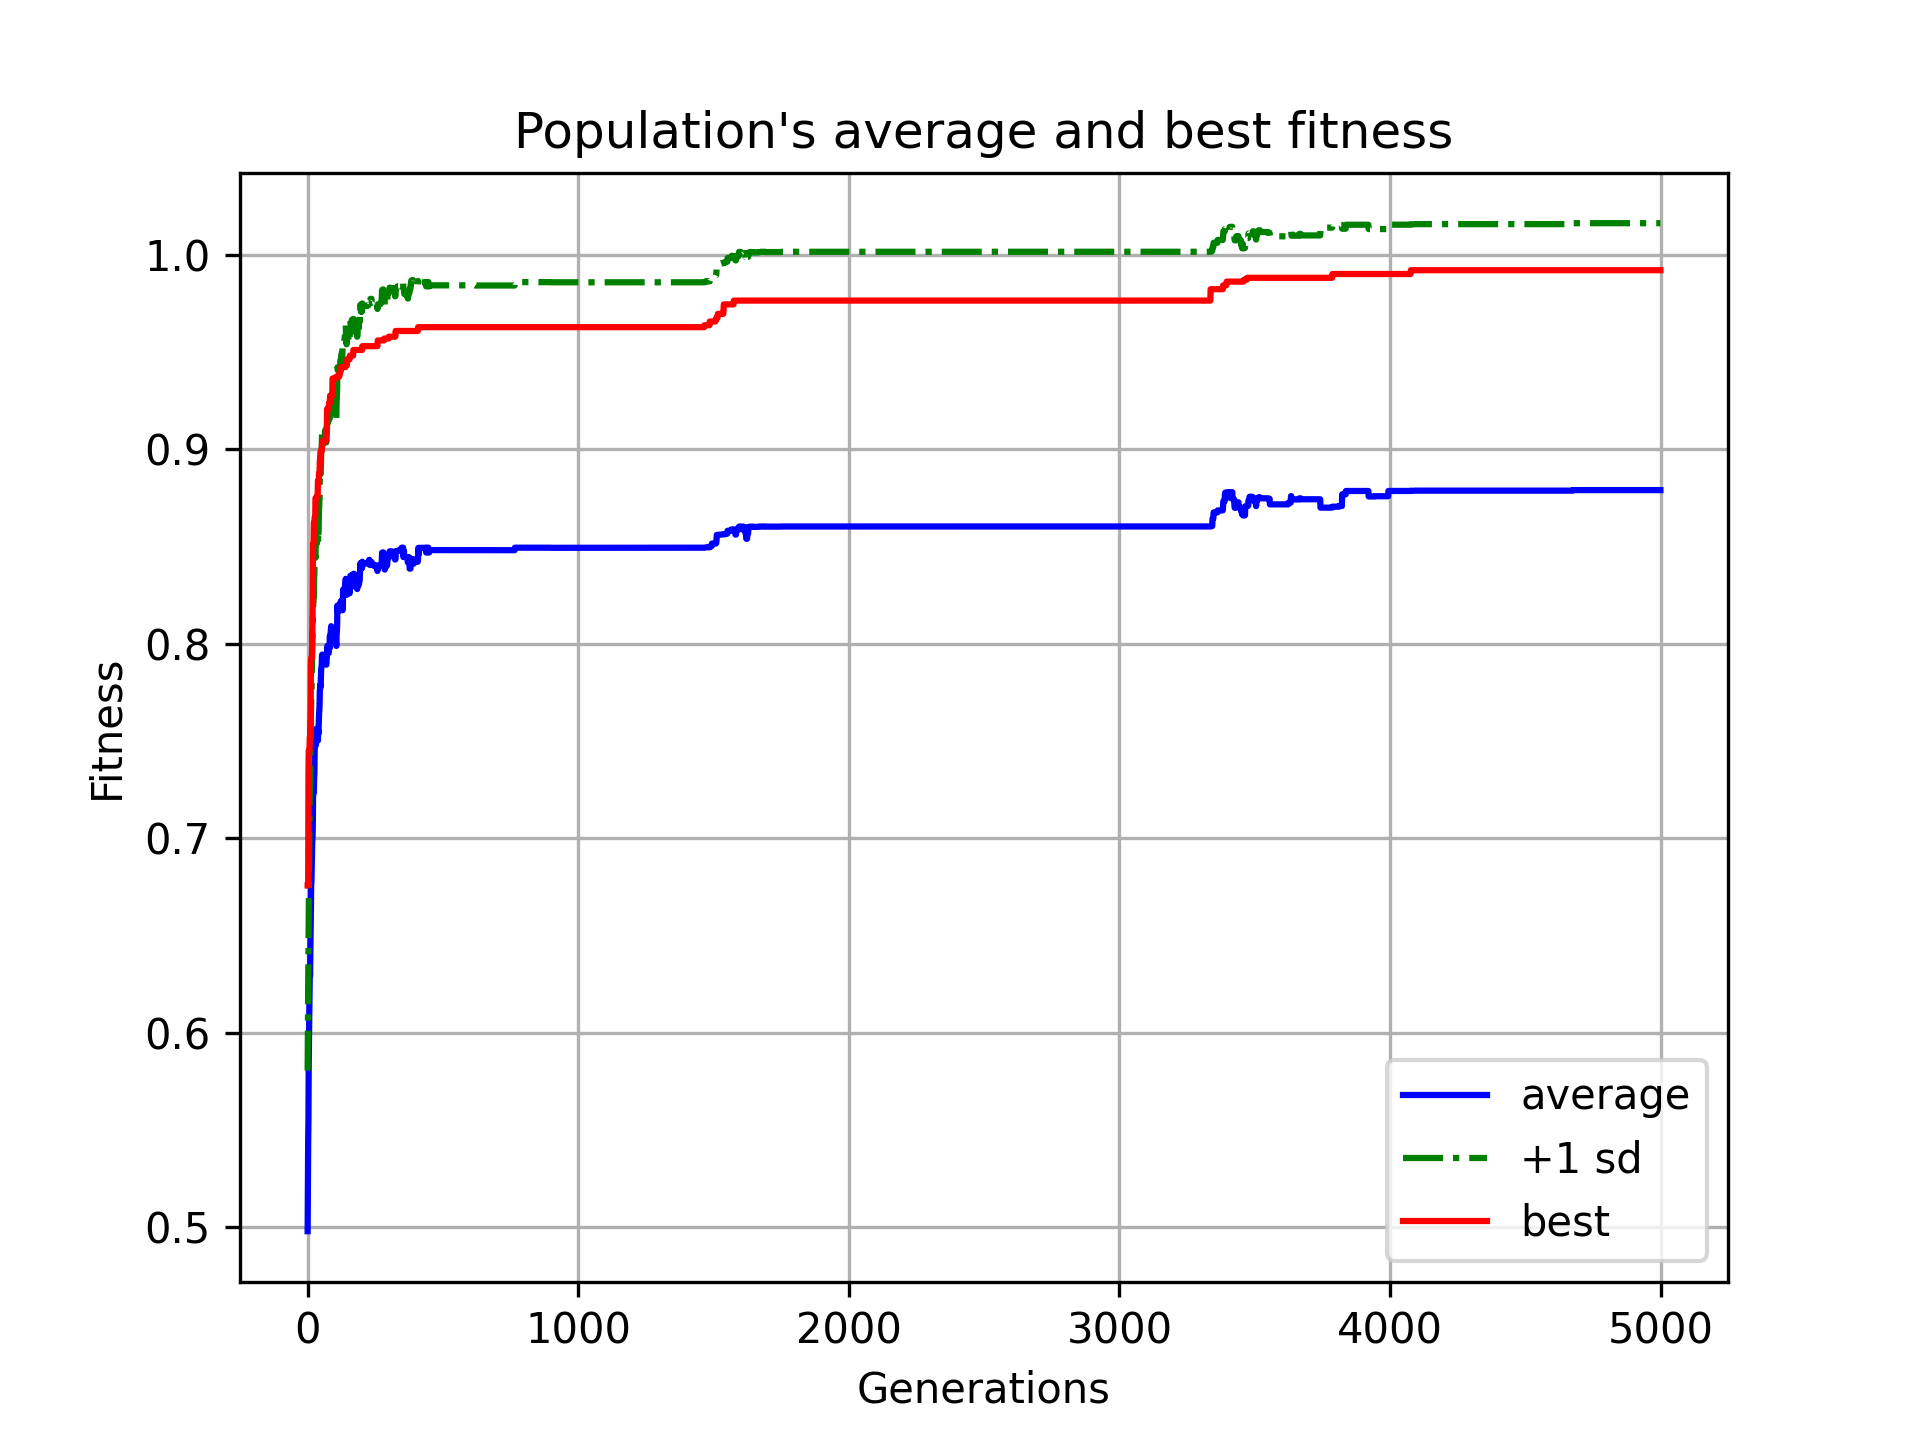 Population's average and best fitness
1.0
0.9
0.8
0.7
0.6
0.5
Fitness
average
+1 sd
best
0 1000 2000 3000 4000 5000
Generations